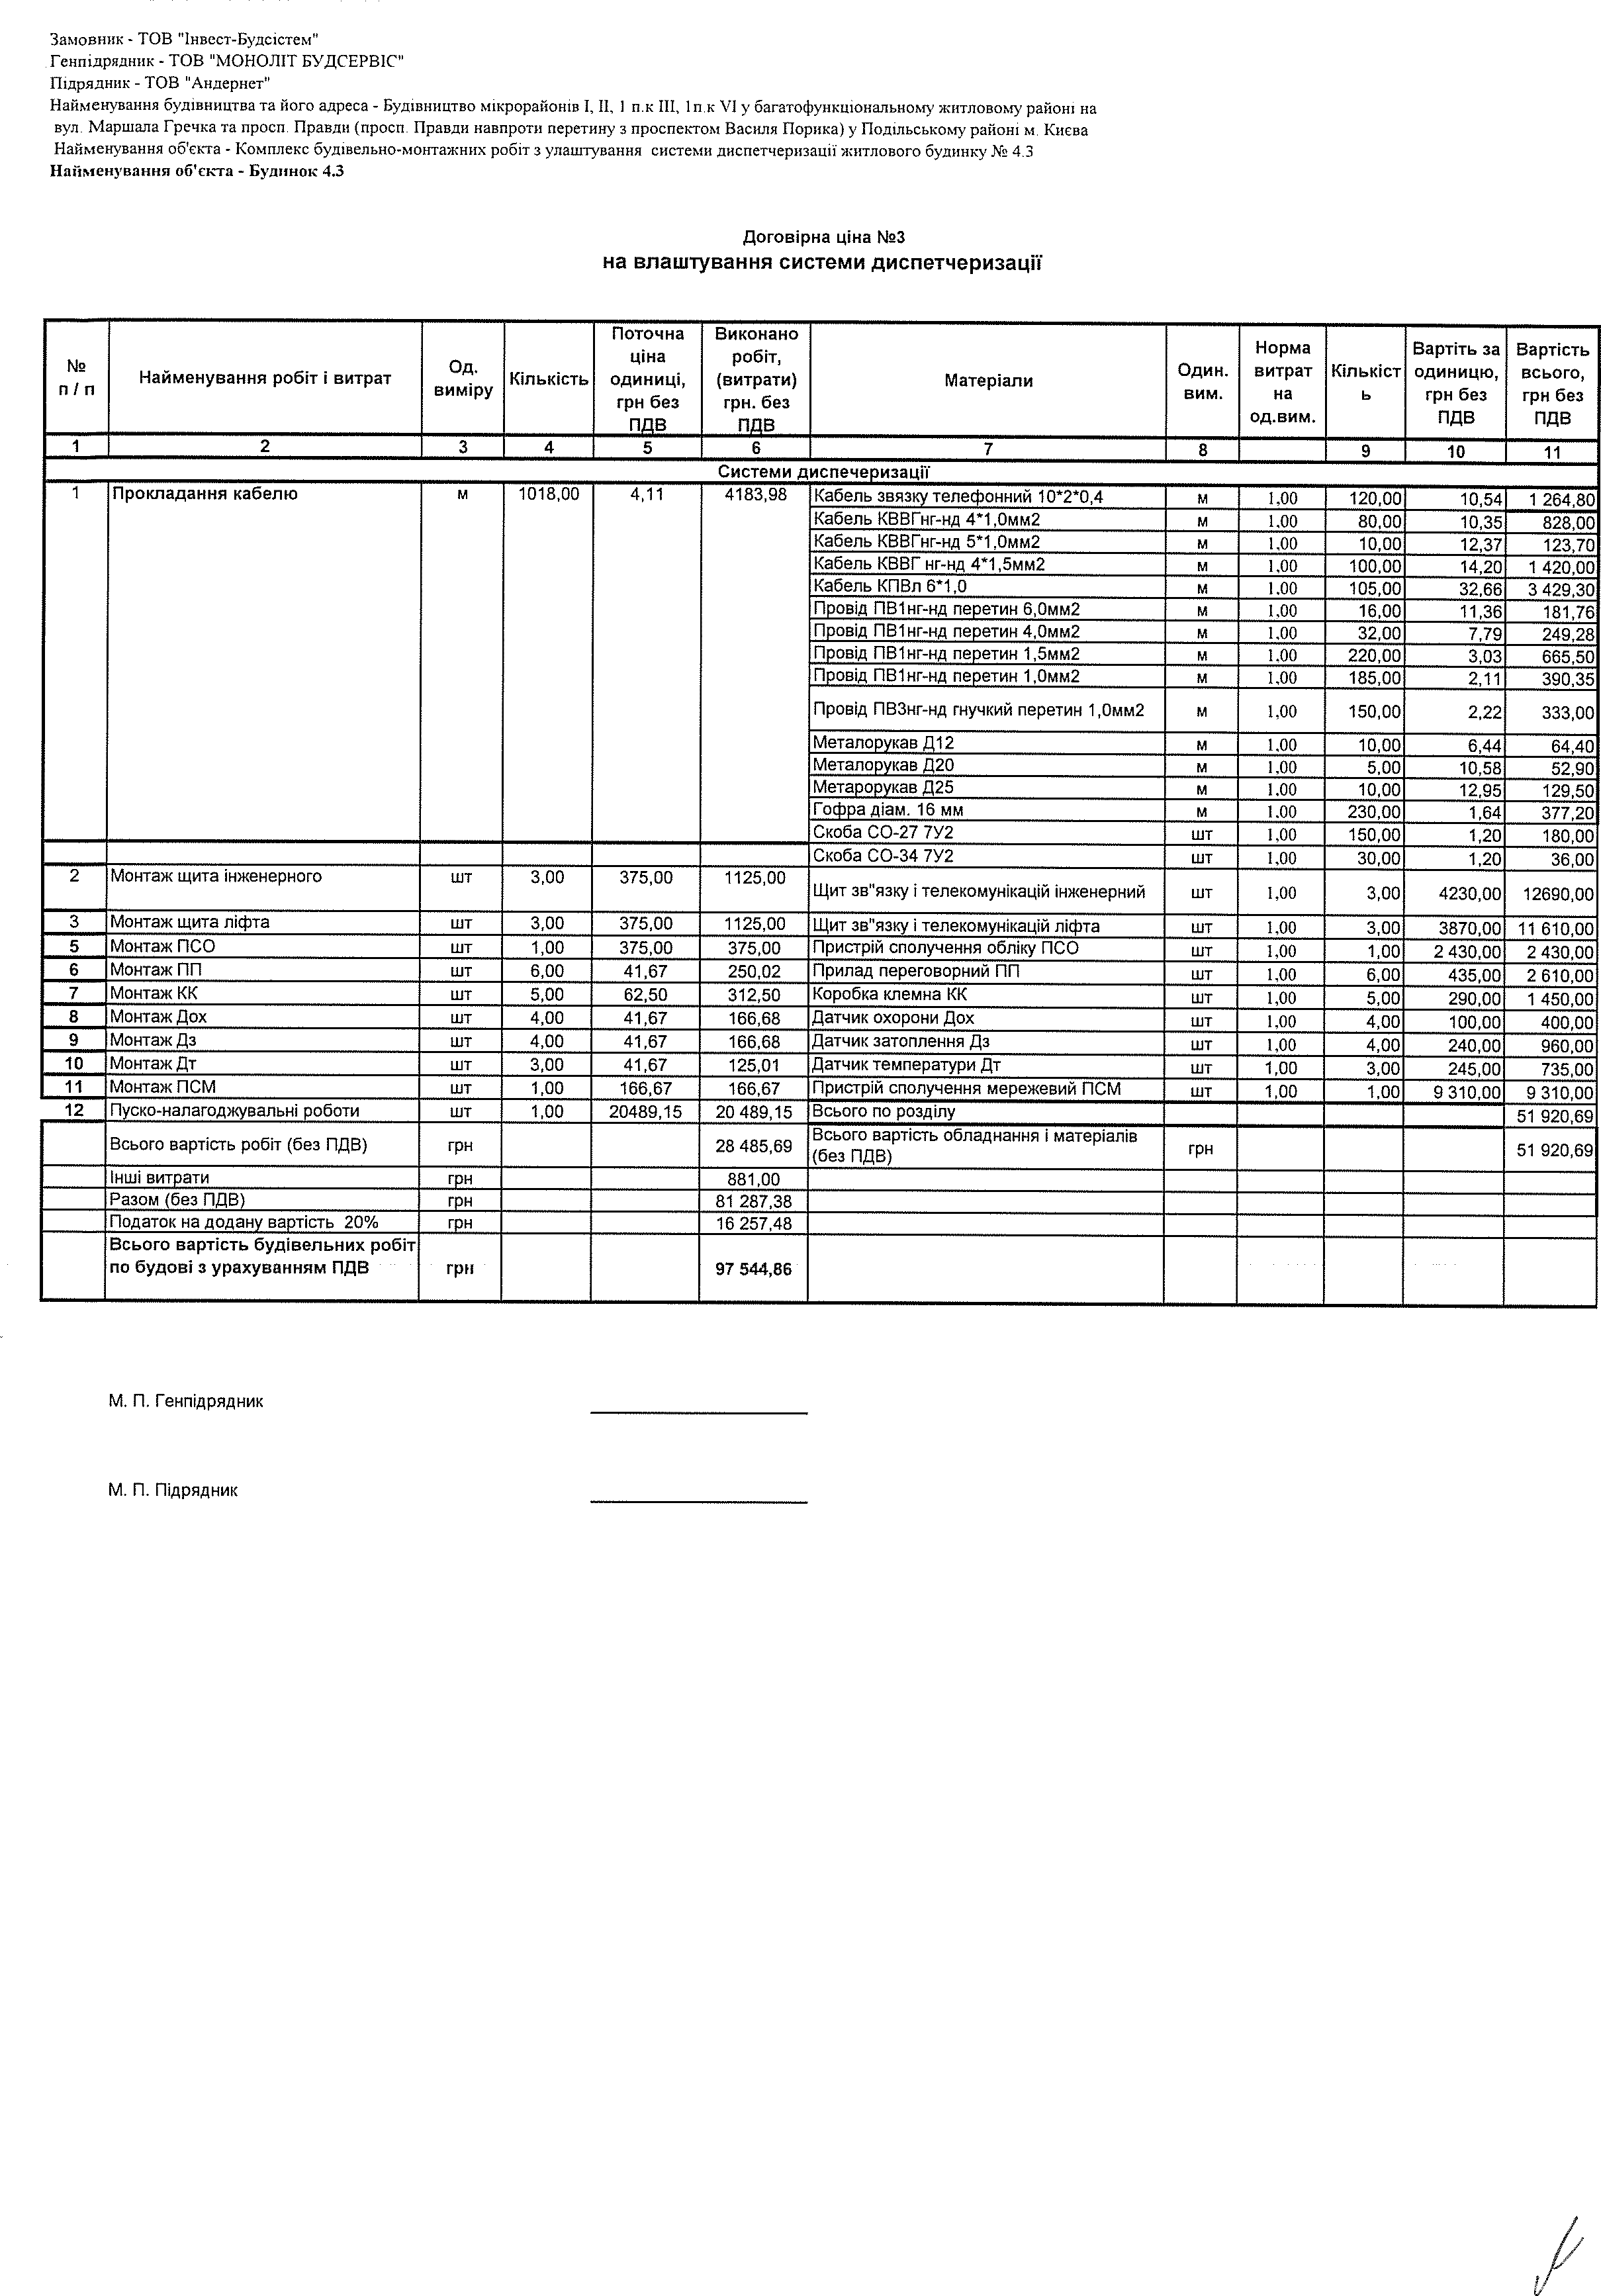 Замовник - ТОВ "Інвест-Будсістем"
Генпідрядник - ТОВ "МОНОЛІТ БУДСЕРВІС"
Підрядник - ТОВ "Андернет"
Найменування будівництва та його адреса - Будівництво мікрорайонів I, II, 1 п.к III, 1п.к VI у багатофункціональному житловому районі на
вул. Маршала Гречка та просп. Правди (просп. Правди навпроти перетину з проспектом Василя Порика) у Подільському районі м. Києва
Найменування об'єкта - Комплекс будівельно-монтажних робіт з улаштування системи диспетчеризації житлового будинку № 4.3
Найменування об'єкта - Будинок 4.3
Договірна ціна №3
на влаштування системи диспетчеризації
№ п / п Найменування робіт і витрат Од. виміру Кількість Поточна ціна одиниці, грн без ПДВ Виконано робіт, (витрати) грн. без ПДВ Матеріали Один. вим. Норма витрат на од.вим. Кількість Вартіть за одиницю, грн без ПДВ Вартість всього, грн без ПДВ
1 2 3 4 5 6 7 8 9 10 11
Системи диспечеризації
1 Прокладання кабелю м 1018,00 4,11 4183,98 Кабель звязку телефонний 10*2*0,4 м 1,00 120,00 10,54 1 264,80
Кабель КВВГнг-нд 4*1,0мм2 м 1,00 80,00 10,35 828,00
Кабель КВВГнг-нд 5*1,0мм2 м 1,00 10,00 12,37 123,70
Кабель КВВГ нг-нд 4*1,5мм2 м 1,00 100,00 14,20 1 420,00
Кабель КПВл 6*1,0 м 1,00 105,00 32,66 3 429,30
Провід ПВ1нг-нд перетин 6,0мм2 м 1,00 16,00 11,36 181,76
Провід ПВ1нг-нд перетин 4,0мм2 м 1,00 32,00 7,79 249,28
Провід ПВ1нг-нд перетин 1,5мм2 м 1,00 220,00 3,03 665,50
Провід ПВ1нг-нд перетин 1,0мм2 м 1,00 185,00 2,11 390,35
Провід ПВ3нг-нд гнучкий перетин 1,0мм2 м 1,00 150,00 2,22 333,00
Металорукав Д12 м 1,00 10,00 6,44 64,40
Металорукав Д20 м 1,00 5,00 10,58 52,90
Метарорукав Д25 м 1,00 10,00 12,95 129,50
Гофра діам. 16 мм м 1,00 230,00 1,64 377,20
Скоба СО-27 7У2 шт 1,00 150,00 1,20 180,00
Скоба СО-34 7У2 шт 1,00 30,00 1,20 36,00
2 Монтаж щита інженерного шт 3,00 375,00 1125,00 Щит зв"язку і телекомунікацій інженерний шт 1,00 3,00 4230,00 12690,00
3 Монтаж щита ліфта шт 3,00 375,00 1125,00 Щит зв"язку і телекомунікацій ліфта шт 1,00 3,00 3870,00 11 610,00
5 Монтаж ПСО шт 1,00 375,00 375,00 Пристрій сполучення обліку ПСО шт 1,00 1,00 2 430,00 2 430,00
6 Монтаж ПП шт 6,00 41,67 250,02 Прилад переговорний ПП шт 1,00 6,00 435,00 2 610,00
7 Монтаж КК шт 5,00 62,50 312,50 Коробка клемна КК шт 1,00 5,00 290,00 1 450,00
8 Монтаж Дох шт 4,00 41,67 166,68 Датчик охорони Дох шт 1,00 4,00 100,00 400,00
9 Монтаж Дз шт 4,00 41,67 166,68 Датчик затоплення Дз шт 1,00 4,00 240,00 960,00
10 Монтаж Дт шт 3,00 41,67 125,01 Датчик температури Дт шт 1,00 3,00 245,00 735,00
11 Монтаж ПСМ шт 1,00 166,67 166,67 Пристрій сполучення мережевий ПСМ шт 1,00 1,00 9 310,00 9 310,00
12 Пуско-налагоджувальні роботи шт 1,00 20489,15 20 489,15 Всього по розділу 51 920,69
Всього вартість робіт (без ПДВ) грн 28 485,69 Всього вартість обладнання і матеріалів (без ПДВ) грн 51 920,69
Інші витрати грн 881,00
Разом (без ПДВ) грн 81 287,38
Податок на додану вартість 20% грн 16 257,48
Всього вартість будівельних робіт
по будові з урахуванням ПДВ грн 97 544,86
М. П. Генпідрядник
М. П. Підрядник